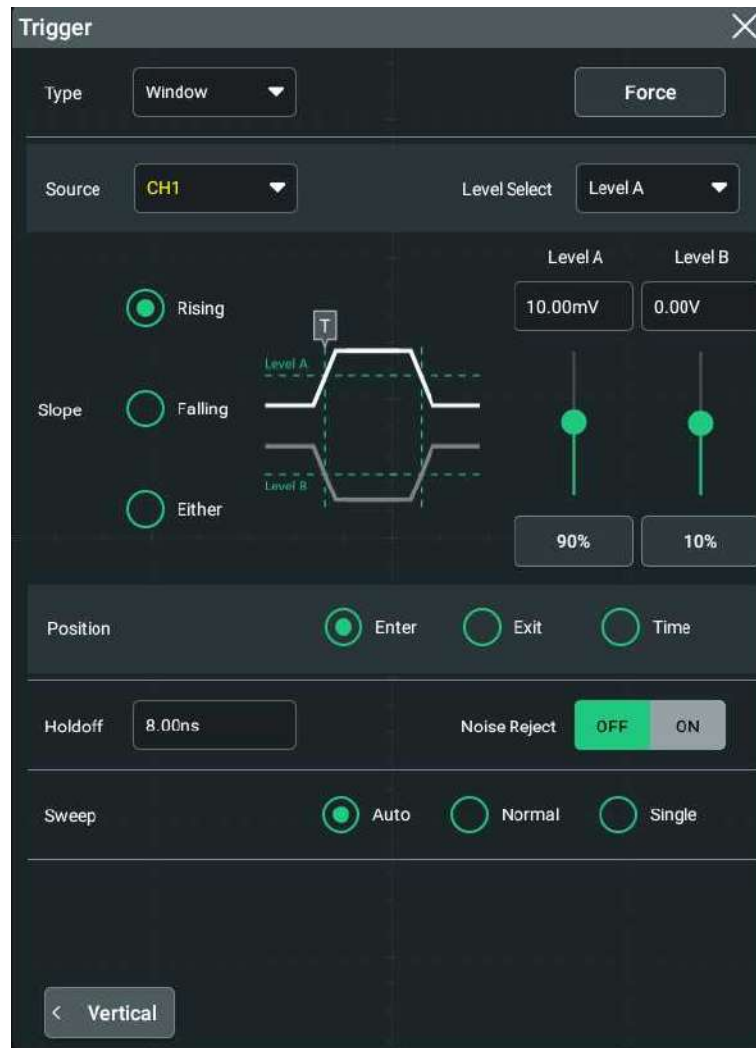 Trigger
Type Window Force
Source CH1 Level Select Level A
Level A Level B
Rising 10.00mV 0.00V
T
Level A
Slope Falling
Level B
Either
90% 10%
Position Enter Exit Time
Holdoff 8.00ns Noise Reject OFF ON
Sweep Auto Normal Single
< Vertical